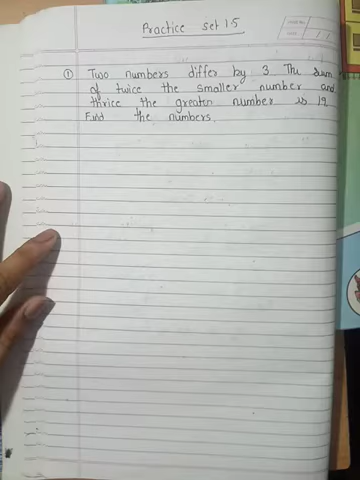 Practice set 1.5
① Two numbers differ by 3 The sum
of twice the smaller number and
thrice the greater number is 19
Find the numbers.